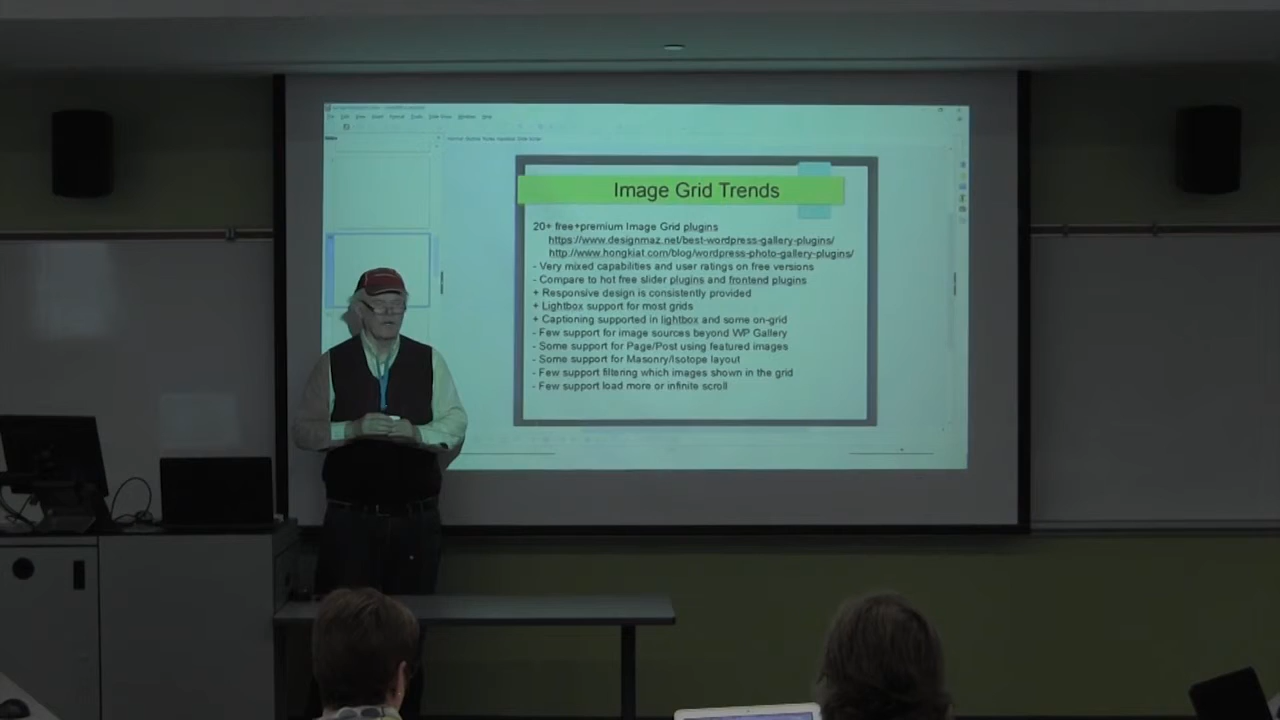 Image Grid Trends
20+ free+premium Image Grid plugins
https://www.designmaz.net/best-wordpress-gallery-plugins/
http://www.hongkiat.com/blog/wordpress-photo-gallery-plugins/
- Very mixed capabilities and user ratings on free versions
- Compare to hot free slider plugins and frontend plugins
+ Responsive design is consistently provided
+ Lightbox support for most grids
+ Captioning supported in lightbox and some on-grid
- Few support for image sources beyond WP Gallery
- Some support for Page/Post using featured images
- Some support for Masonry/Isotope layout
- Few support filtering which images shown in the grid
- Few support load more or infinite scroll